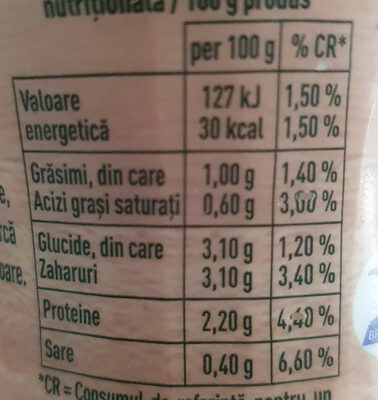 nutrițională / 100 g produs
per 100 g % CR*
Valoare 127 kJ 1,50 %
energetică 30 kcal 1,50 %
Grăsimi, din care 1,00 g 1,40 %
Acizi grași saturați 0,60 g 3,00 %
Glucide, din care 3,10 g 1,20 %
Zaharuri 3,10 g 3,40 %
Proteine 2,20 g 4,40 %
Sare 0,40 g 6,60 %
*CR = Consumul de referință pentru un